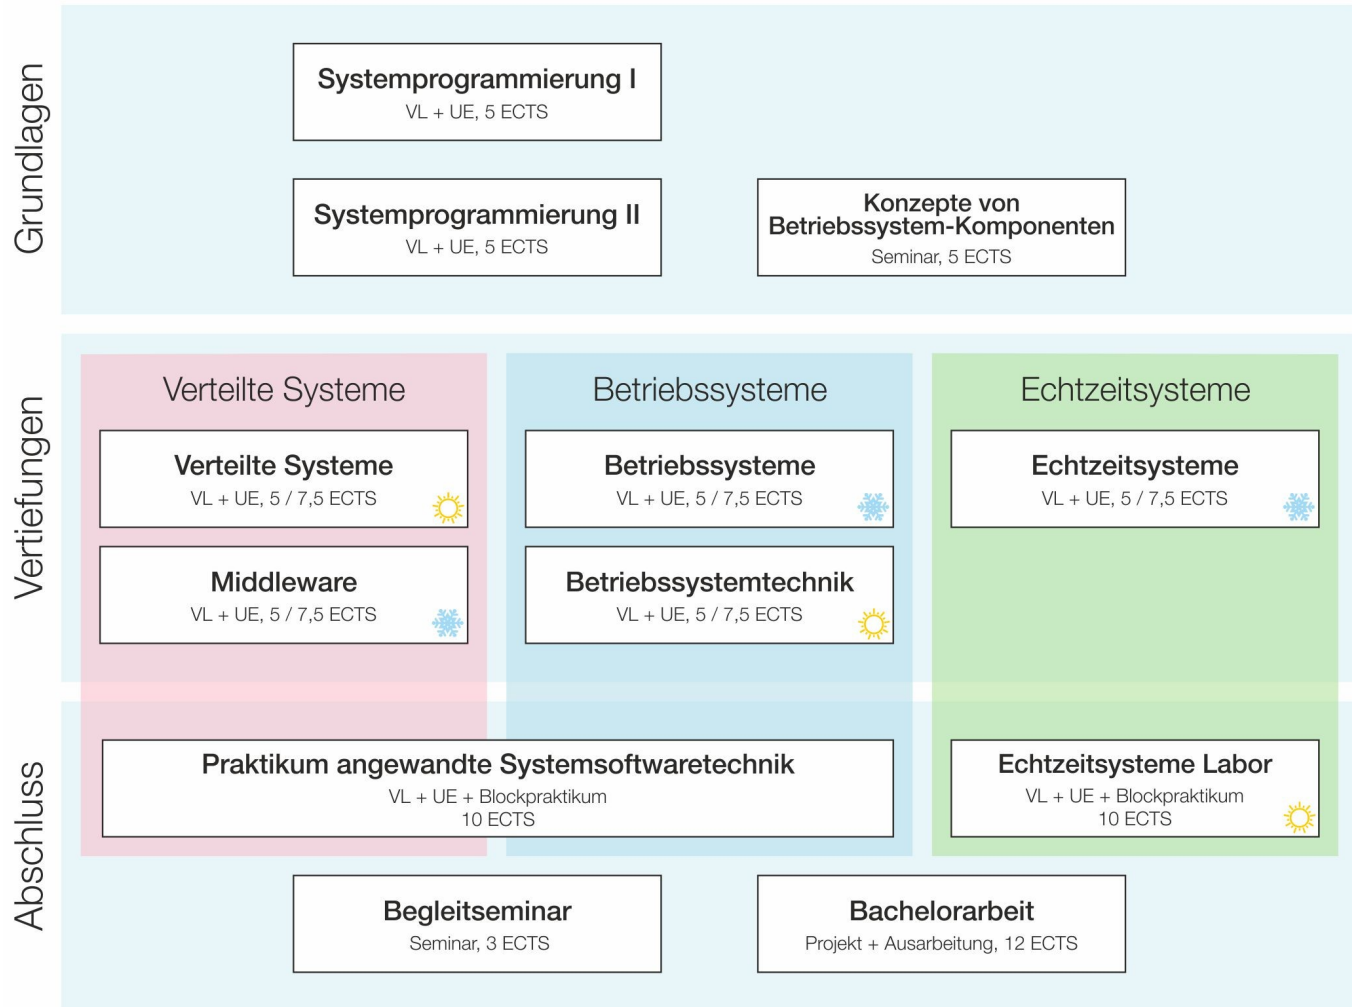 Grundlagen
Systemprogrammierung I
VL + UE, 5 ECTS
Systemprogrammierung II
VL + UE, 5 ECTS
Konzepte von
Betriebssystem-Komponenten
Seminar, 5 ECTS
Vertiefungen
Verteilte Systeme
Verteilte Systeme
VL + UE, 5 / 7,5 ECTS
Middleware
VL + UE, 5 / 7,5 ECTS
Betriebssysteme
Betriebssysteme
VL + UE, 5 / 7,5 ECTS
Betriebssystemtechnik
VL + UE, 5 / 7,5 ECTS
Echtzeitsysteme
Echtzeitsysteme
VL + UE, 5 / 7,5 ECTS
Abschluss
Praktikum angewandte Systemsoftwaretechnik
VL + UE + Blockpraktikum
10 ECTS
Echtzeitsysteme Labor
VL + UE + Blockpraktikum
10 ECTS
Begleitseminar
Seminar, 3 ECTS
Bachelorarbeit
Projekt + Ausarbeitung, 12 ECTS